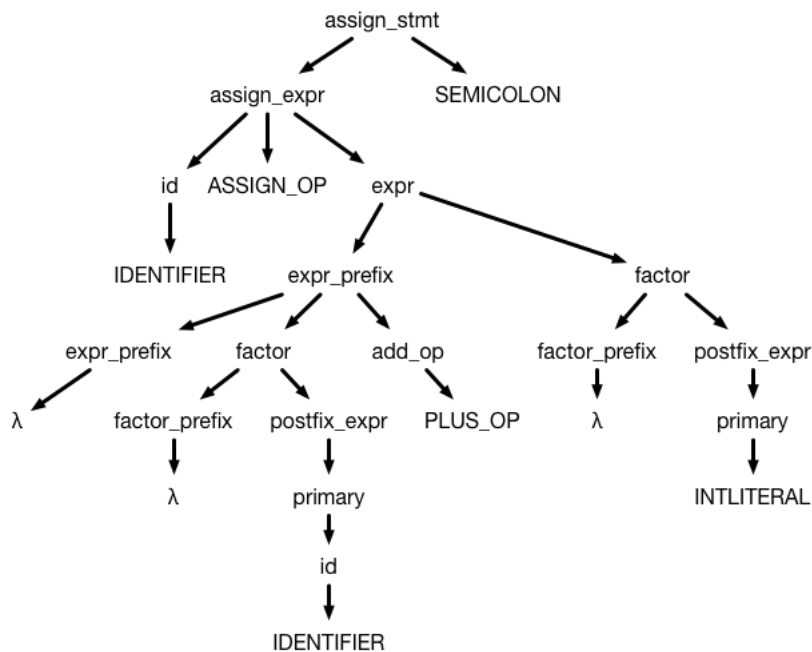 assign_stmt
assign_expr SEMICOLON
id ASSIGN_OP expr
IDENTIFIER expr_prefix factor
expr_prefix factor add_op factor_prefix postfix_expr
λ factor_prefix postfix_expr PLUS_OP λ primary
λ primary INTLITERAL
id
IDENTIFIER